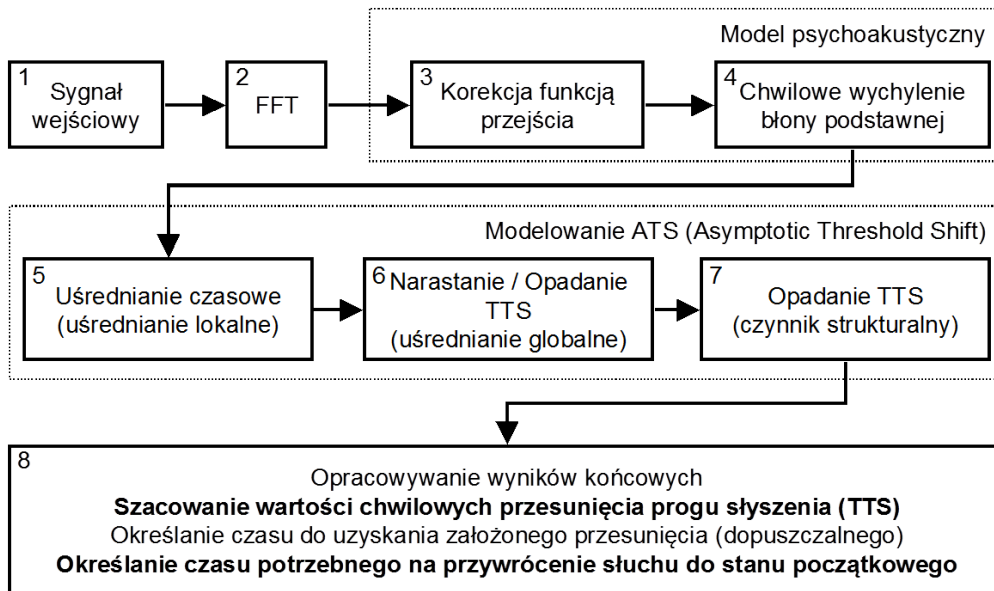 Model psychoakustyczny
1
Sygnał
wejściowy
2
FFT
3
Korekcja funkcją
przejścia
4
Chwilowe wychylenie
błony podstawnej
Modelowanie ATS (Asymptotic Threshold Shift)
5
Uśrednianie czasowe
(uśrednianie lokalne)
6
Narastanie / Opadanie
TTS
(uśrednianie globalne)
7
Opadanie TTS
(czynnik strukturalny)
8
Opracowywanie wyników końcowych
Szacowanie wartości chwilowych przesunięcia progu słyszenia (TTS)
Określanie czasu do uzyskania założonego przesunięcia (dopuszczalnego)
Określanie czasu potrzebnego na przywrócenie słuchu do stanu początkowego